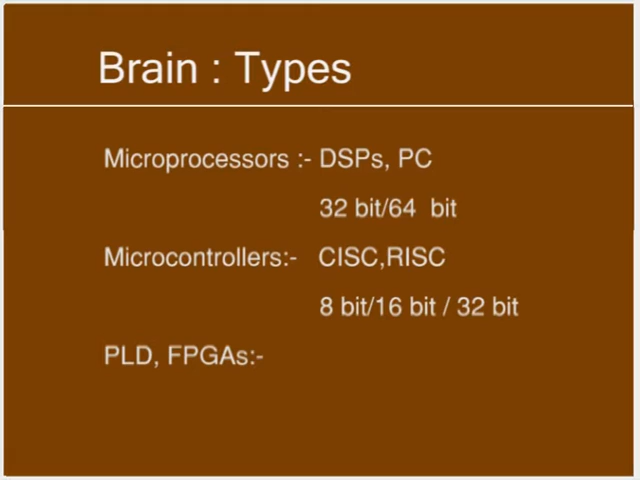 Brain : Types
Microprocessors :- DSPs, PC
32 bit/64 bit
Microcontrollers:- CISC,RISC
8 bit/16 bit / 32 bit
PLD, FPGAs:-